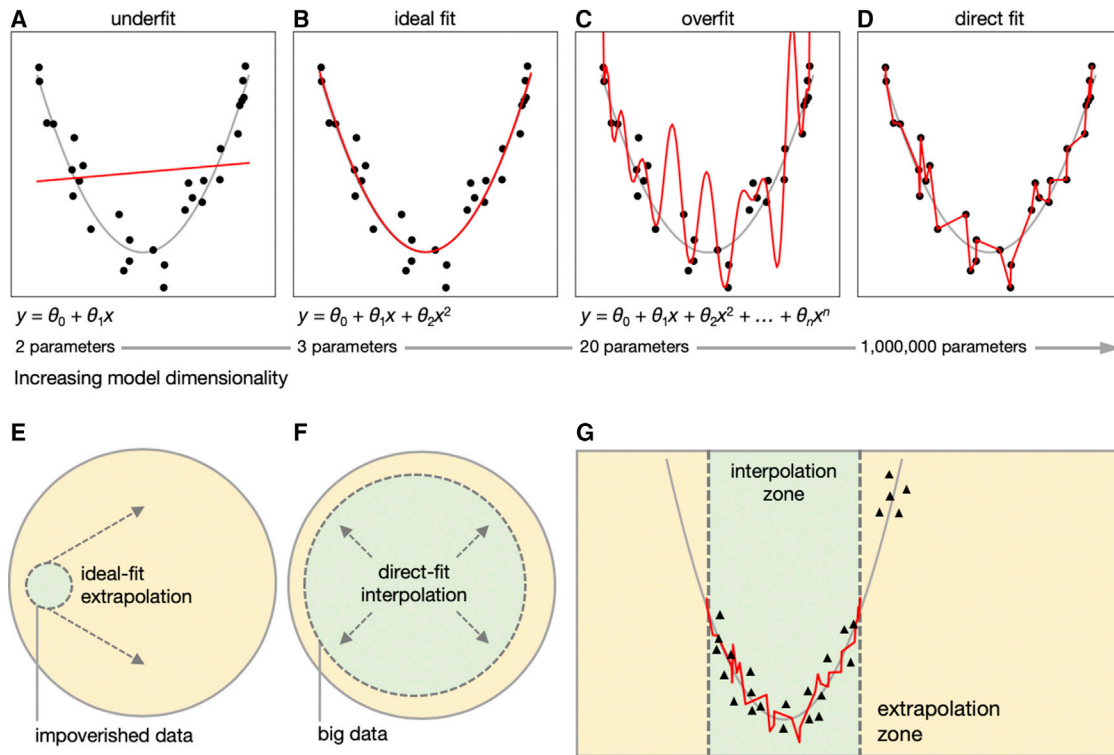 A
underfit
B
ideal fit
C
overfit
D
direct fit
y = θ0 + θ1x
y = θ0 + θ1x + θ2x²
y = θ0 + θ1x + θ2x² + … + θnxⁿ
2 parameters
3 parameters
20 parameters
1,000,000 parameters
Increasing model dimensionality
E
ideal-fit
extrapolation
impoverished data
F
direct-fit
interpolation
big data
G
interpolation
zone
extrapolation
zone